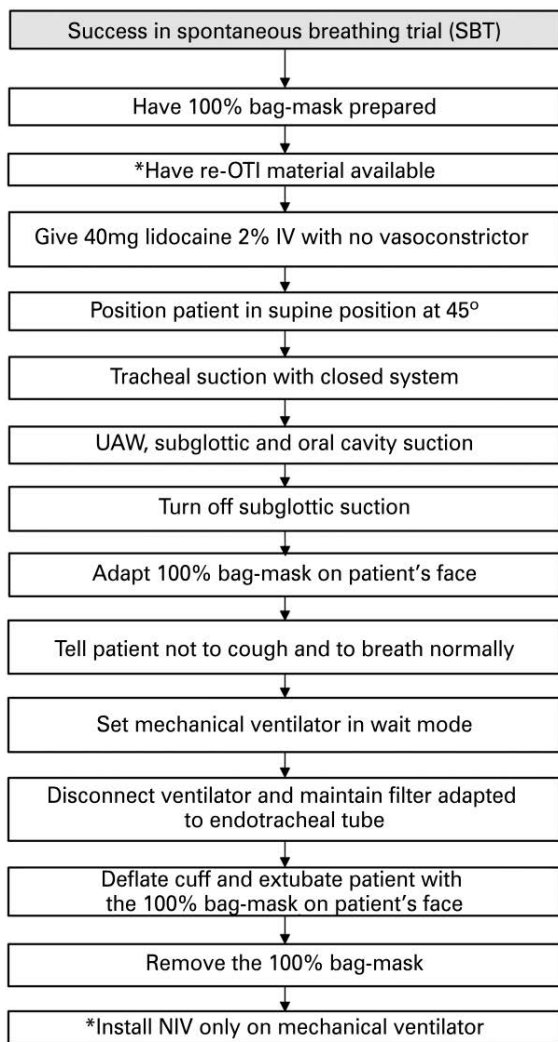 Success in spontaneous breathing trial (SBT)
Have 100% bag-mask prepared
*Have re-OTI material available
Give 40mg lidocaine 2% IV with no vasoconstrictor
Position patient in supine position at 45º
Tracheal suction with closed system
UAW, subglottic and oral cavity suction
Turn off subglottic suction
Adapt 100% bag-mask on patient's face
Tell patient not to cough and to breath normally
Set mechanical ventilator in wait mode
Disconnect ventilator and maintain filter adapted
to endotracheal tube
Deflate cuff and extubate patient with
the 100% bag-mask on patient's face
Remove the 100% bag-mask
*Install NIV only on mechanical ventilator